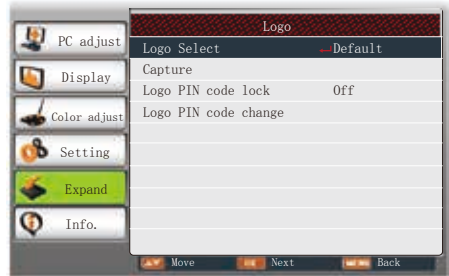 PC adjust
Display
Color adjust
Setting
Expand
Info.
Logo
Logo Select Default
Capture
Logo PIN code lock Off
Logo PIN code change
Move Next Back